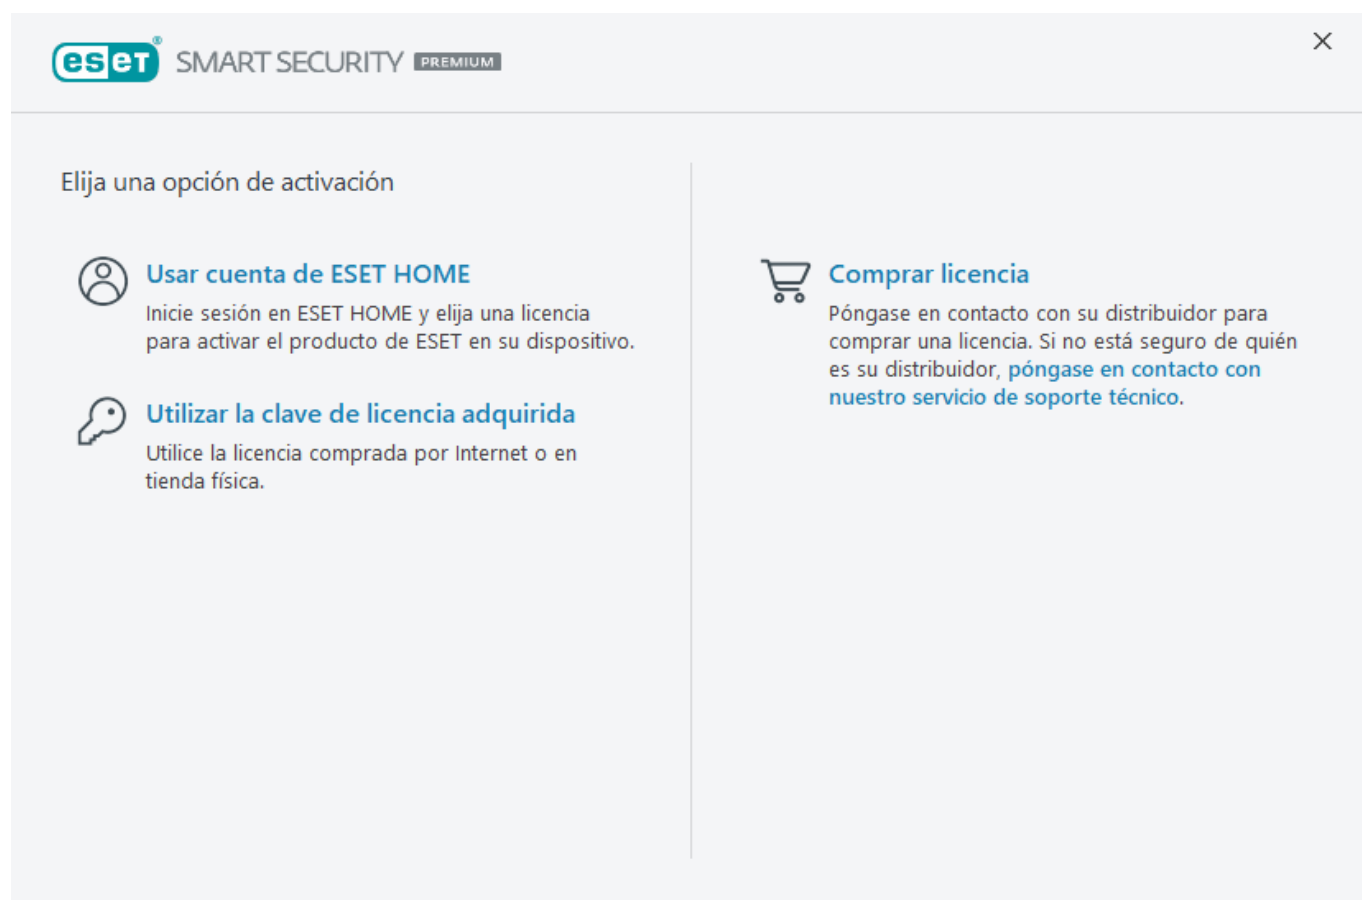 eset® SMART SECURITY PREMIUM
Elija una opción de activación
Usar cuenta de ESET HOME
Inicie sesión en ESET HOME y elija una licencia
para activar el producto de ESET en su dispositivo.
Utilizar la clave de licencia adquirida
Utilice la licencia comprada por Internet o en
tienda física.
Comprar licencia
Póngase en contacto con su distribuidor para
comprar una licencia. Si no está seguro de quién
es su distribuidor, póngase en contacto con
nuestro servicio de soporte técnico.